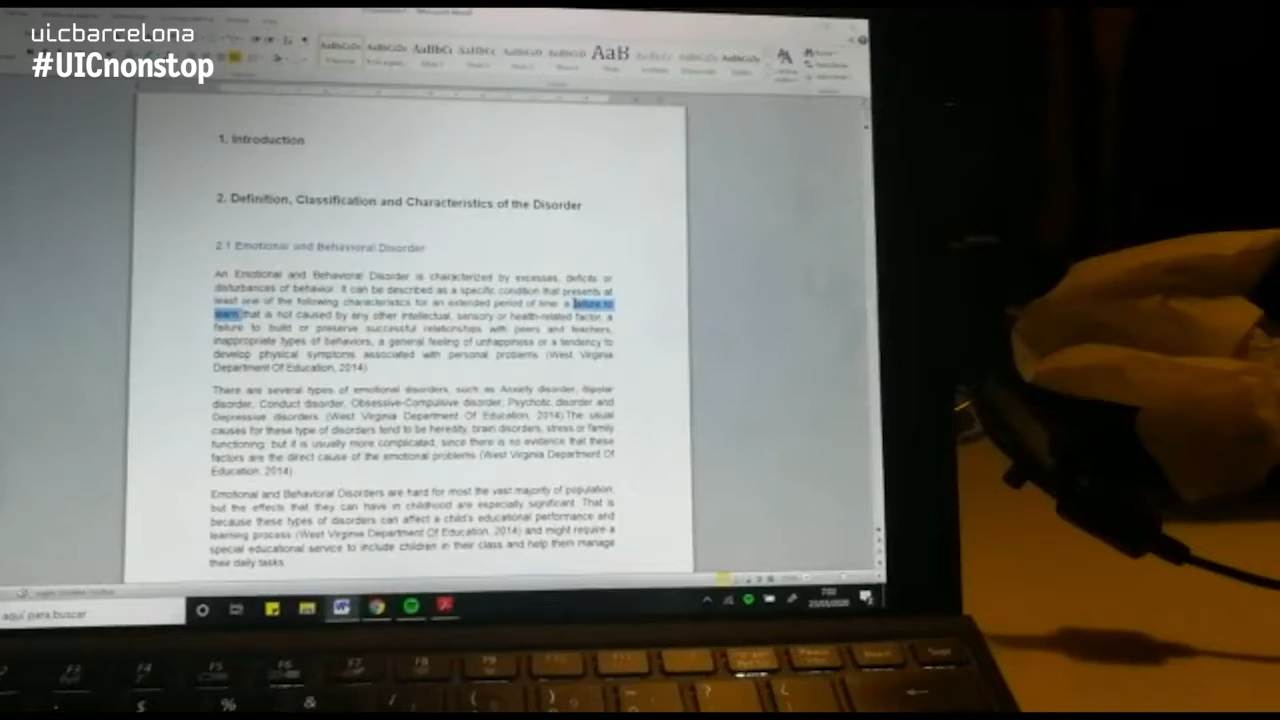 uicbarcelona
#UICnonstop
AaB
1. Introduction
2. Definition, Classification and Characteristics of the Disorder
2.1 Emotional and Behavioral Disorder
An Emotional and Behavioral Disorder is characterized by excesses, deficits or
disturbances of behavior. It can be described as a specific condition that presents at
least one of the following characteristics for an extended period of time: a failure to
learn that is not caused by any other intellectual, sensory or health-related factor, a
failure to build or preserve successful relationships with peers and teachers,
inappropriate types of behaviors, a general feeling of unhappiness or a tendency to
develop physical symptoms associated with personal problems (West Virginia
Department Of Education, 2014)
There are several types of emotional disorders, such as Anxiety disorder, Bipolar
disorder, Conduct disorder, Obsessive-Compulsive disorder, Psychotic disorder and
Depressive disorders (West Virginia Department Of Education, 2014).The usual
causes for these type of disorders tend to be heredity, brain disorders, stress or family
functioning; but it is usually more complicated, since there is no evidence that these
factors are the direct cause of the emotional problems (West Virginia Department Of
Education, 2014)
Emotional and Behavioral Disorders are hard for most the vast majority of population,
but the effects that they can have in childhood are especially significant. That is
because these types of disorders can affect a child's educational performance and
learning process (West Virginia Department Of Education, 2014) and might require a
special educational service to include children in their class and help them manage
their daily tasks.
aquí para buscar
7:02
23/03/2020
F3 F4 F5 F6 F7 F8 F9
$ % & / ( ) = ?